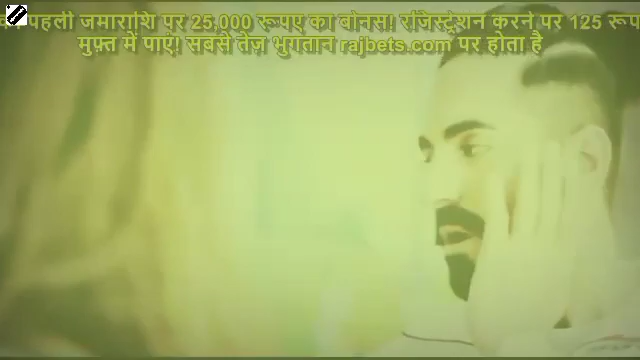 पहली जमाराशि पर 25,000 रूपए का बोनस! रजिस्ट्रेशन करने पर 125
मुफ़्त में पाएं! सबसे तेज़ भुगतान rajbets.com पर होता है